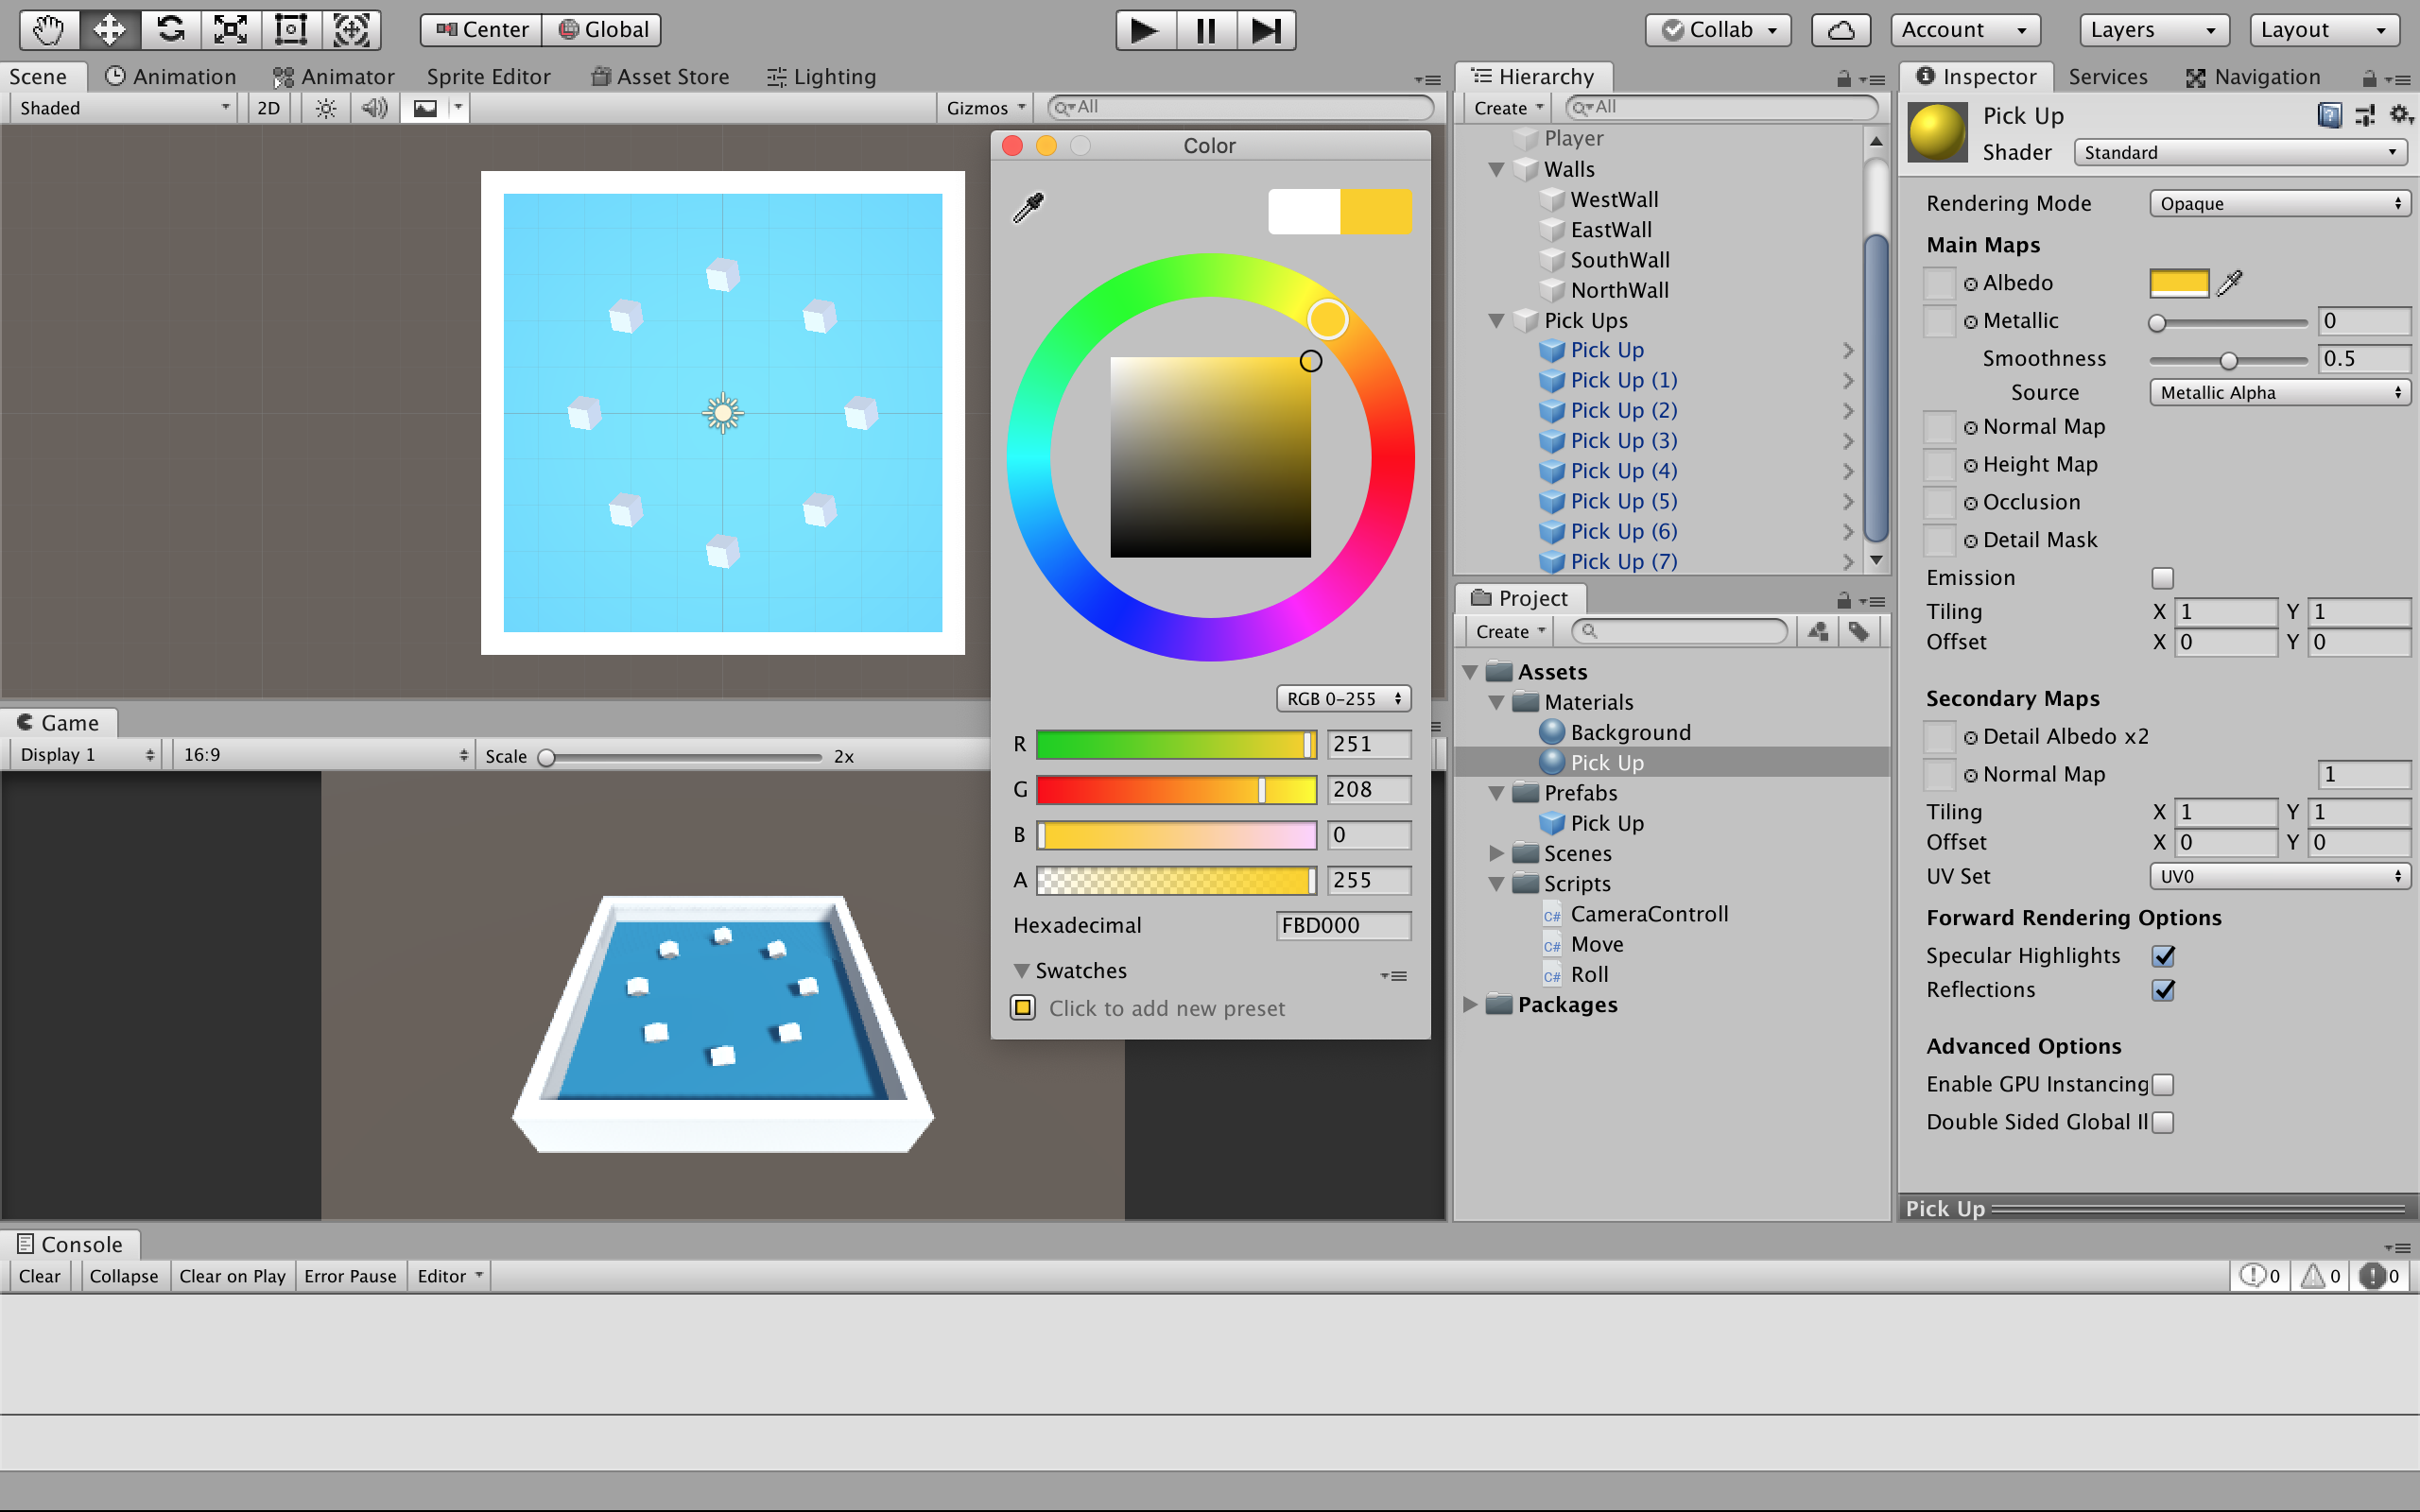 Center Global Collab Account Layers Layout
Scene Animation Animator Sprite Editor Asset Store Lighting
Shaded 2D Gizmos All
Color
RGB 0-255
R 251
G 208
B 0
A 255
Hexadecimal FBD000
Swatches
Click to add new preset
Game
Display 1 16:9 Scale 2x
Hierarchy
Create All
Player
Walls
WestWall
EastWall
SouthWall
NorthWall
Pick Ups
Pick Up
Pick Up (1)
Pick Up (2)
Pick Up (3)
Pick Up (4)
Pick Up (5)
Pick Up (6)
Pick Up (7)
Project
Create
Assets
Materials
Background
Pick Up
Prefabs
Pick Up
Scenes
Scripts
C# CameraControll
C# Move
C# Roll
Packages
Inspector Services Navigation
Pick Up
Shader Standard
Rendering Mode Opaque
Main Maps
Albedo
Metallic 0
Smoothness 0.5
Source Metallic Alpha
Normal Map
Height Map
Occlusion
Detail Mask
Emission
Tiling X 1 Y 1
Offset X 0 Y 0
Secondary Maps
Detail Albedo x2
Normal Map 1
Tiling X 1 Y 1
Offset X 0 Y 0
UV Set UV0
Forward Rendering Options
Specular Highlights
Reflections
Advanced Options
Enable GPU Instancing
Double Sided Global Il
Pick Up
Console
Clear Collapse Clear on Play Error Pause Editor 0 0 0